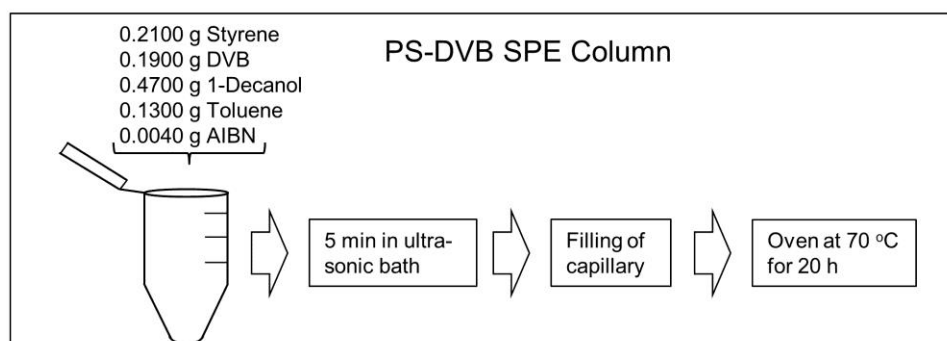 0.2100 g Styrene
0.1900 g DVB
0.4700 g 1-Decanol
0.1300 g Toluene
0.0040 g AIBN
PS-DVB SPE Column
5 min in ultra-
sonic bath
Filling of
capillary
Oven at 70 °C
for 20 h